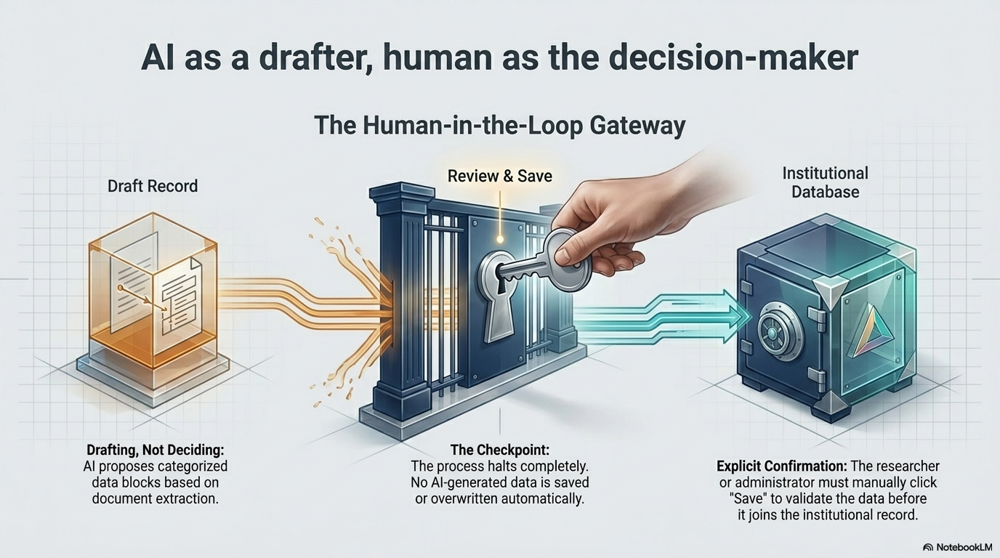 AI as a drafter, human as the decision-maker
The Human-in-the-Loop Gateway
Draft Record
Review & Save
Institutional
Database
Drafting, Not Deciding:
AI proposes categorized
data blocks based on
document extraction.
The Checkpoint:
The process halts completely.
No AI-generated data is saved
or overwritten automatically.
Explicit Confirmation: The researcher
or administrator must manually click
"Save" to validate the data before
it joins the institutional record.
NotebookLM